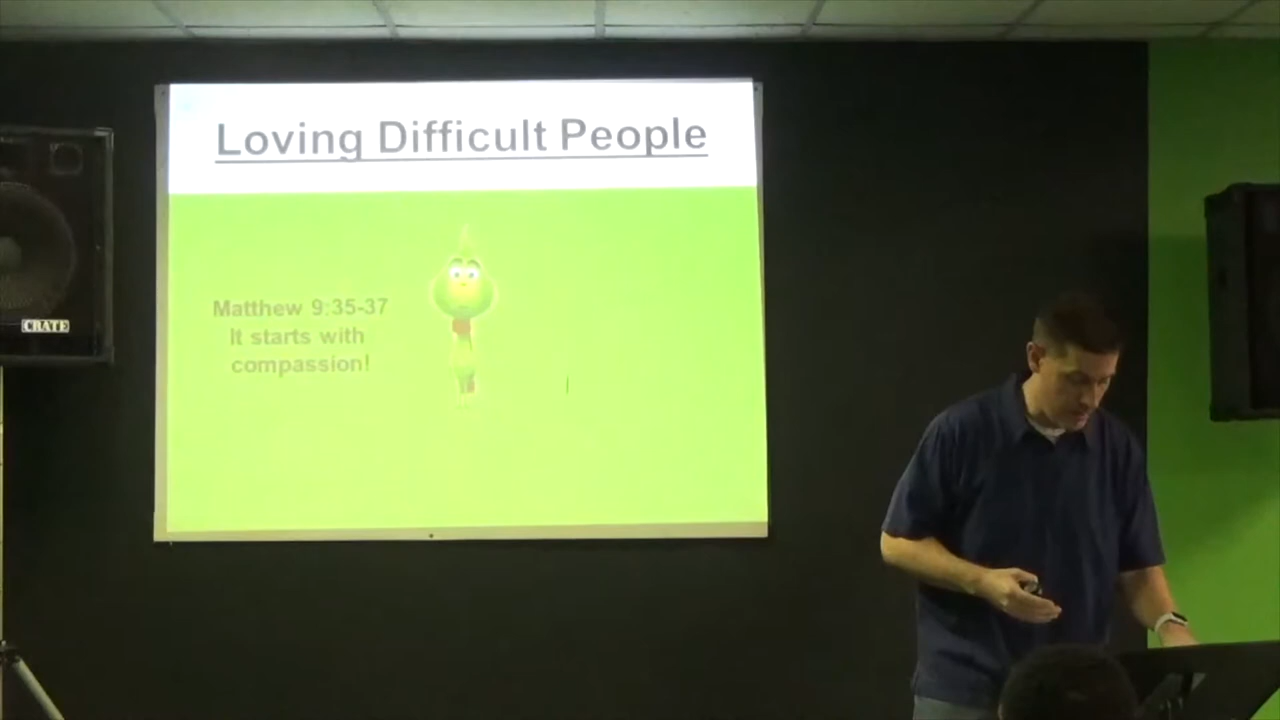 Loving Difficult People
Matthew 9:35-37
It starts with
compassion!
CRATE